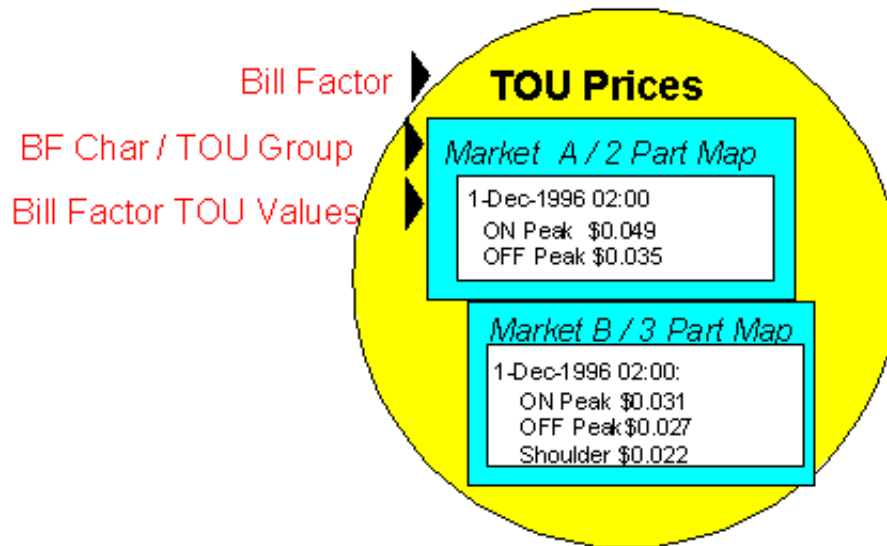 Bill Factor
TOU Prices
BF Char / TOU Group
Market A / 2 Part Map
Bill Factor TOU Values
1-Dec-1996 02:00
ON Peak $0.049
OFF Peak $0.035
Market B / 3 Part Map
1-Dec-1996 02:00:
ON Peak $0.031
OFF Peak $0.027
Shoulder $0.022